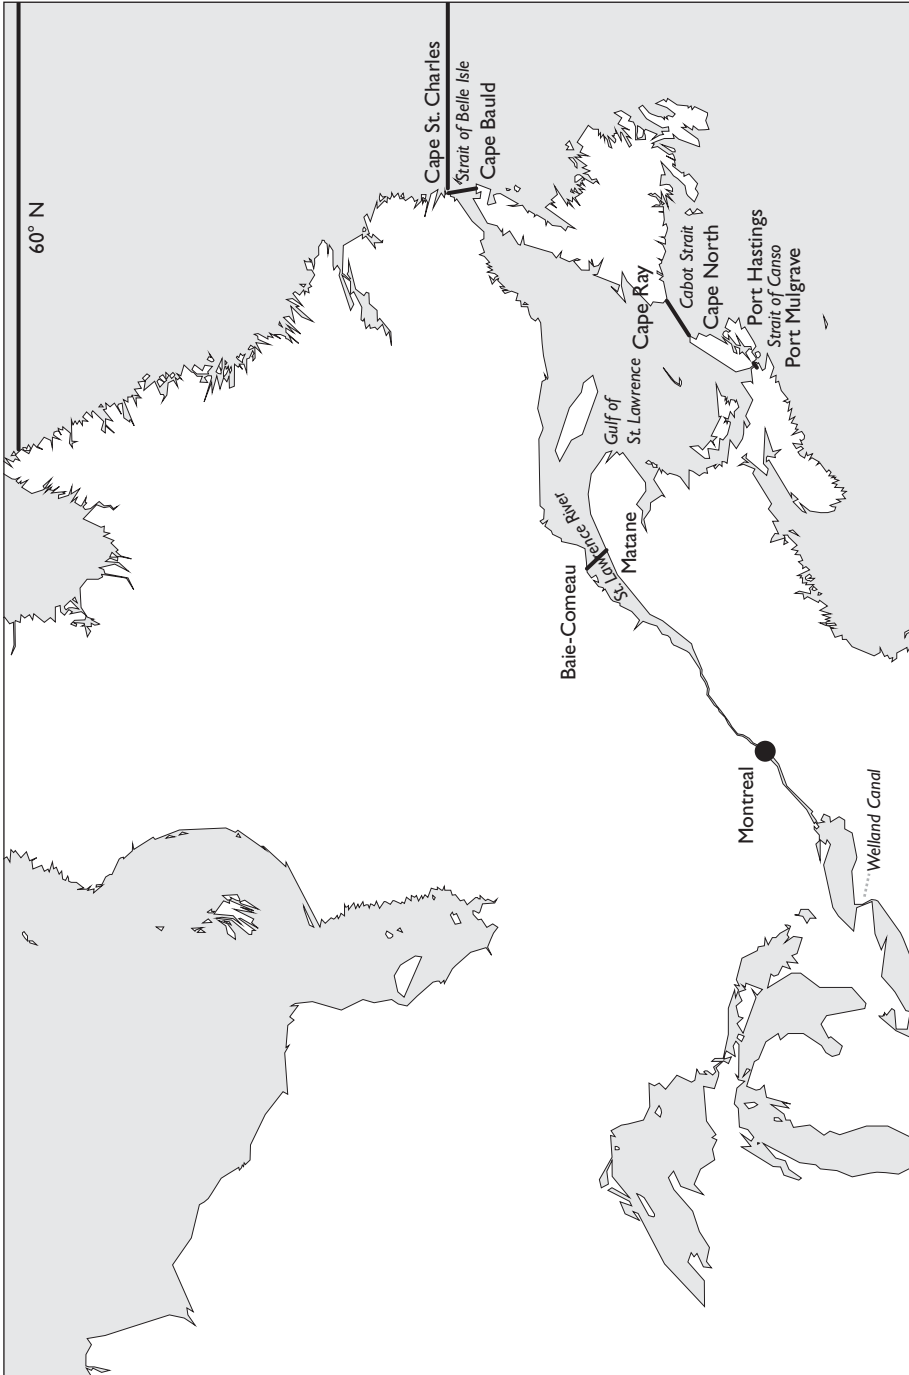 60° N
Cape St. Charles
Strait of Belle Isle
Cape Bauld
Gulf of
St. Lawrence
Cape Ray
Cabot Strait
Cape North
Port Hastings
Strait of Canso
Port Mulgrave
St. Lawrence River
Baie-Comeau
Matane
Montreal
Welland Canal